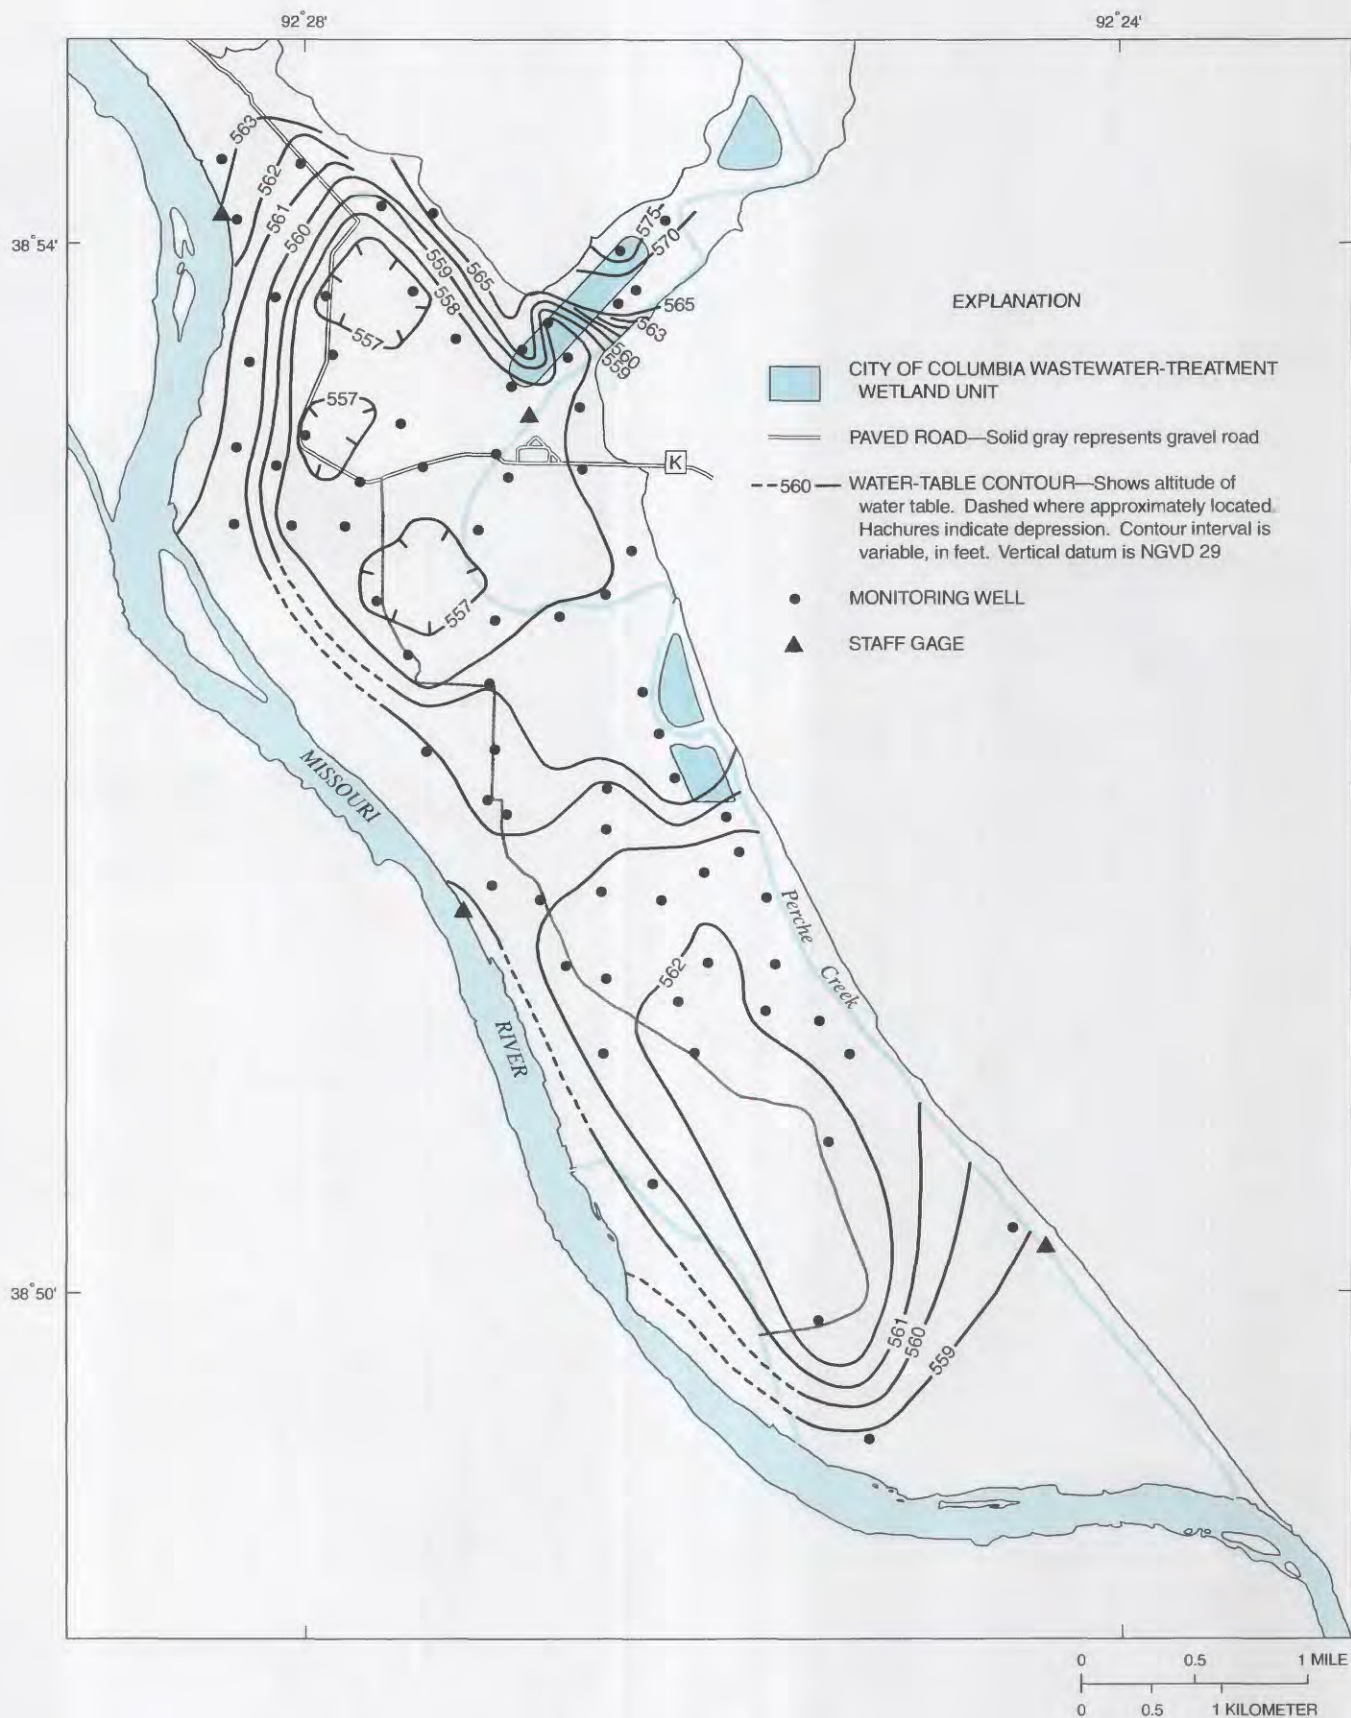 92°28'
92°24'
38°54'
38°50'
563
562
561
560
559
558
565
575
570
565
563
560
559
557
557
557
K
MISSOURI
RIVER
Perche
Creek
562
561
560
559
EXPLANATION
CITY OF COLUMBIA WASTEWATER-TREATMENT
WETLAND UNIT
PAVED ROAD—Solid gray represents gravel road
560
WATER-TABLE CONTOUR—Shows altitude of
water table. Dashed where approximately located.
Hachures indicate depression. Contour interval is
variable, in feet. Vertical datum is NGVD 29
MONITORING WELL
STAFF GAGE
0 0.5 1 MILE
0 0.5 1 KILOMETER